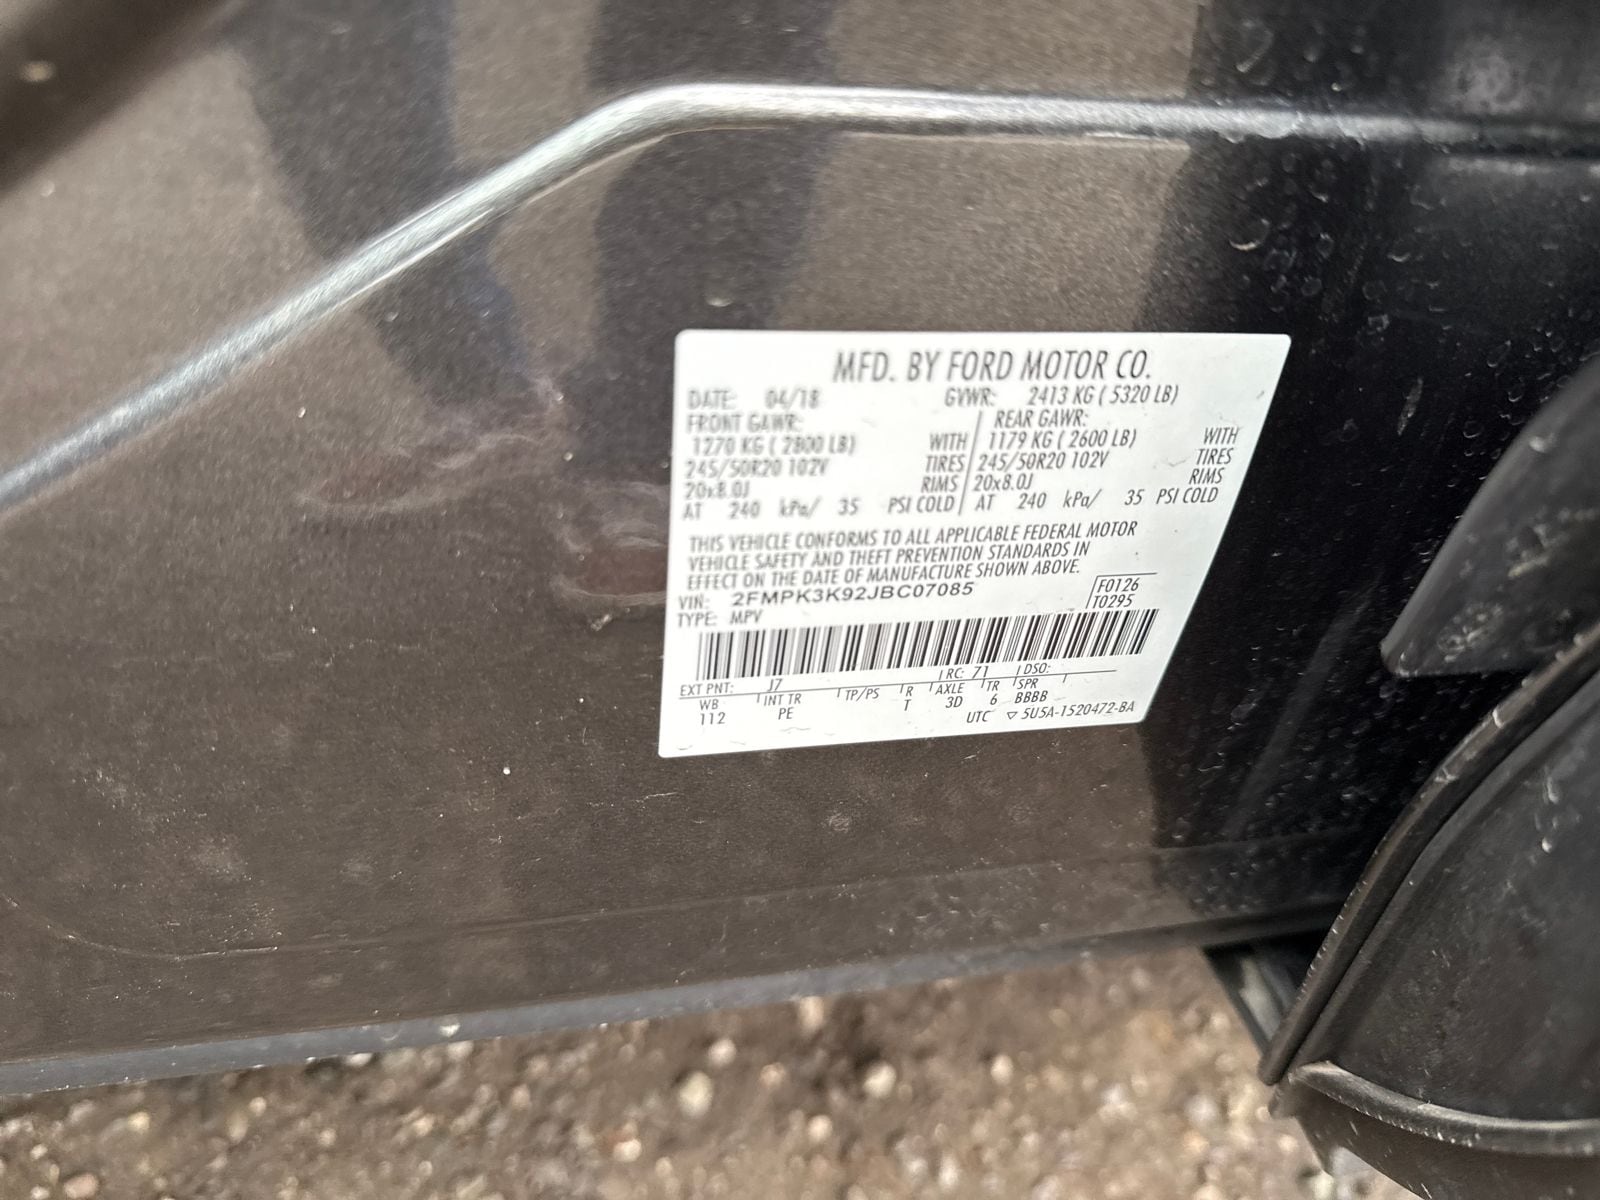 MFD. BY FORD MOTOR CO.
DATE: 04/18 GVWR: 2413 KG ( 5320 LB)
FRONT GAWR: REAR GAWR:
1270 KG ( 2800 LB) WITH 1179 KG ( 2600 LB) WITH
245/50R20 102V TIRES 245/50R20 102V TIRES
20x8.0J RIMS 20x8.0J RIMS
AT 240 kPa/ 35 PSI COLD AT 240 kPa/ 35 PSI COLD
THIS VEHICLE CONFORMS TO ALL APPLICABLE FEDERAL MOTOR
VEHICLE SAFETY AND THEFT PREVENTION STANDARDS IN
EFFECT ON THE DATE OF MANUFACTURE SHOWN ABOVE.
VIN: 2FMPK3K92JBC07085 F0126
TYPE: MPV T0295
EXT PNT: J7 RC: 71 DSO:
WB INT TR TP/PS R AXLE TR SPR
112 PE T 3D 6 BBBB
UTC ▽ 5U5A-1520472-BA